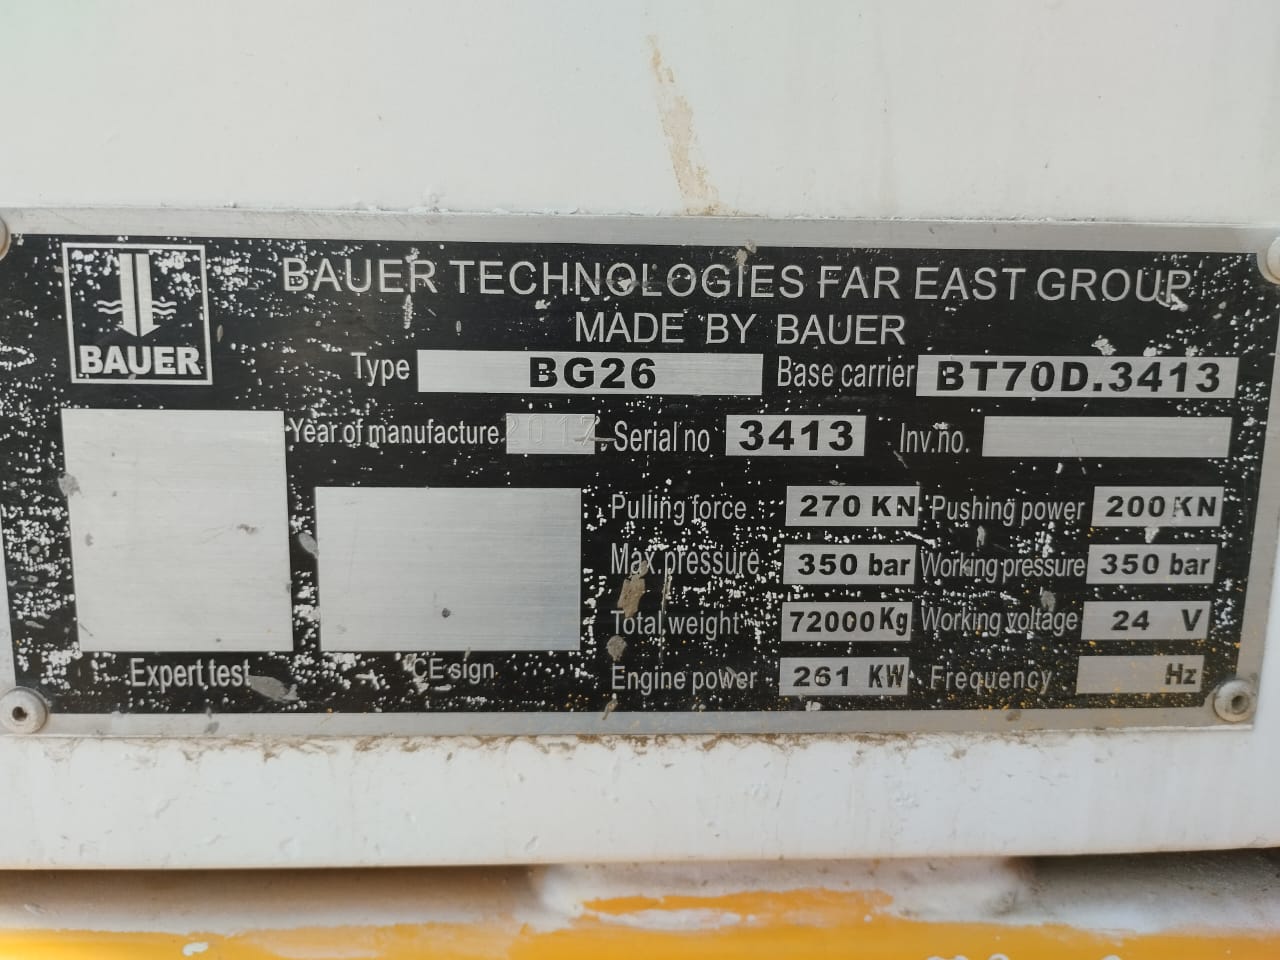 BAUER
BAUER TECHNOLOGIES FAR EAST GROUP
MADE BY BAUER
Type BG26 Base carrier BT70D.3413
Year of manufacture 2017 Serial no 3413 Inv.no.
Pulling force 270 KN Pushing power 200 KN
Max.pressure 350 bar Working pressure 350 bar
Total weight 72000Kg Working voltage 24 V
Expert test CE sign Engine power 261 KW Frequency Hz